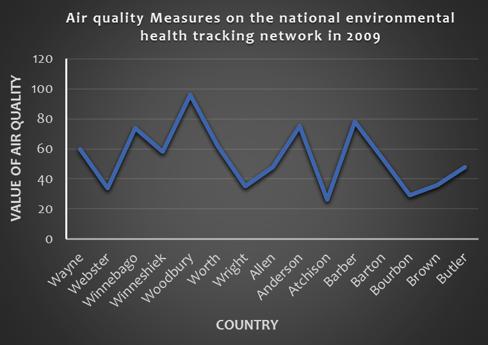 Air quality Measures on the national environmental
health tracking network in 2009
VALUE OF AIR QUALITY
120
100
80
60
40
20
0
Wayne
Webster
Winnebago
Winneshiek
Woodbury
Worth
Wright
Allen
Anderson
Atchison
Barber
Barton
Bourbon
Brown
Butler
COUNTRY